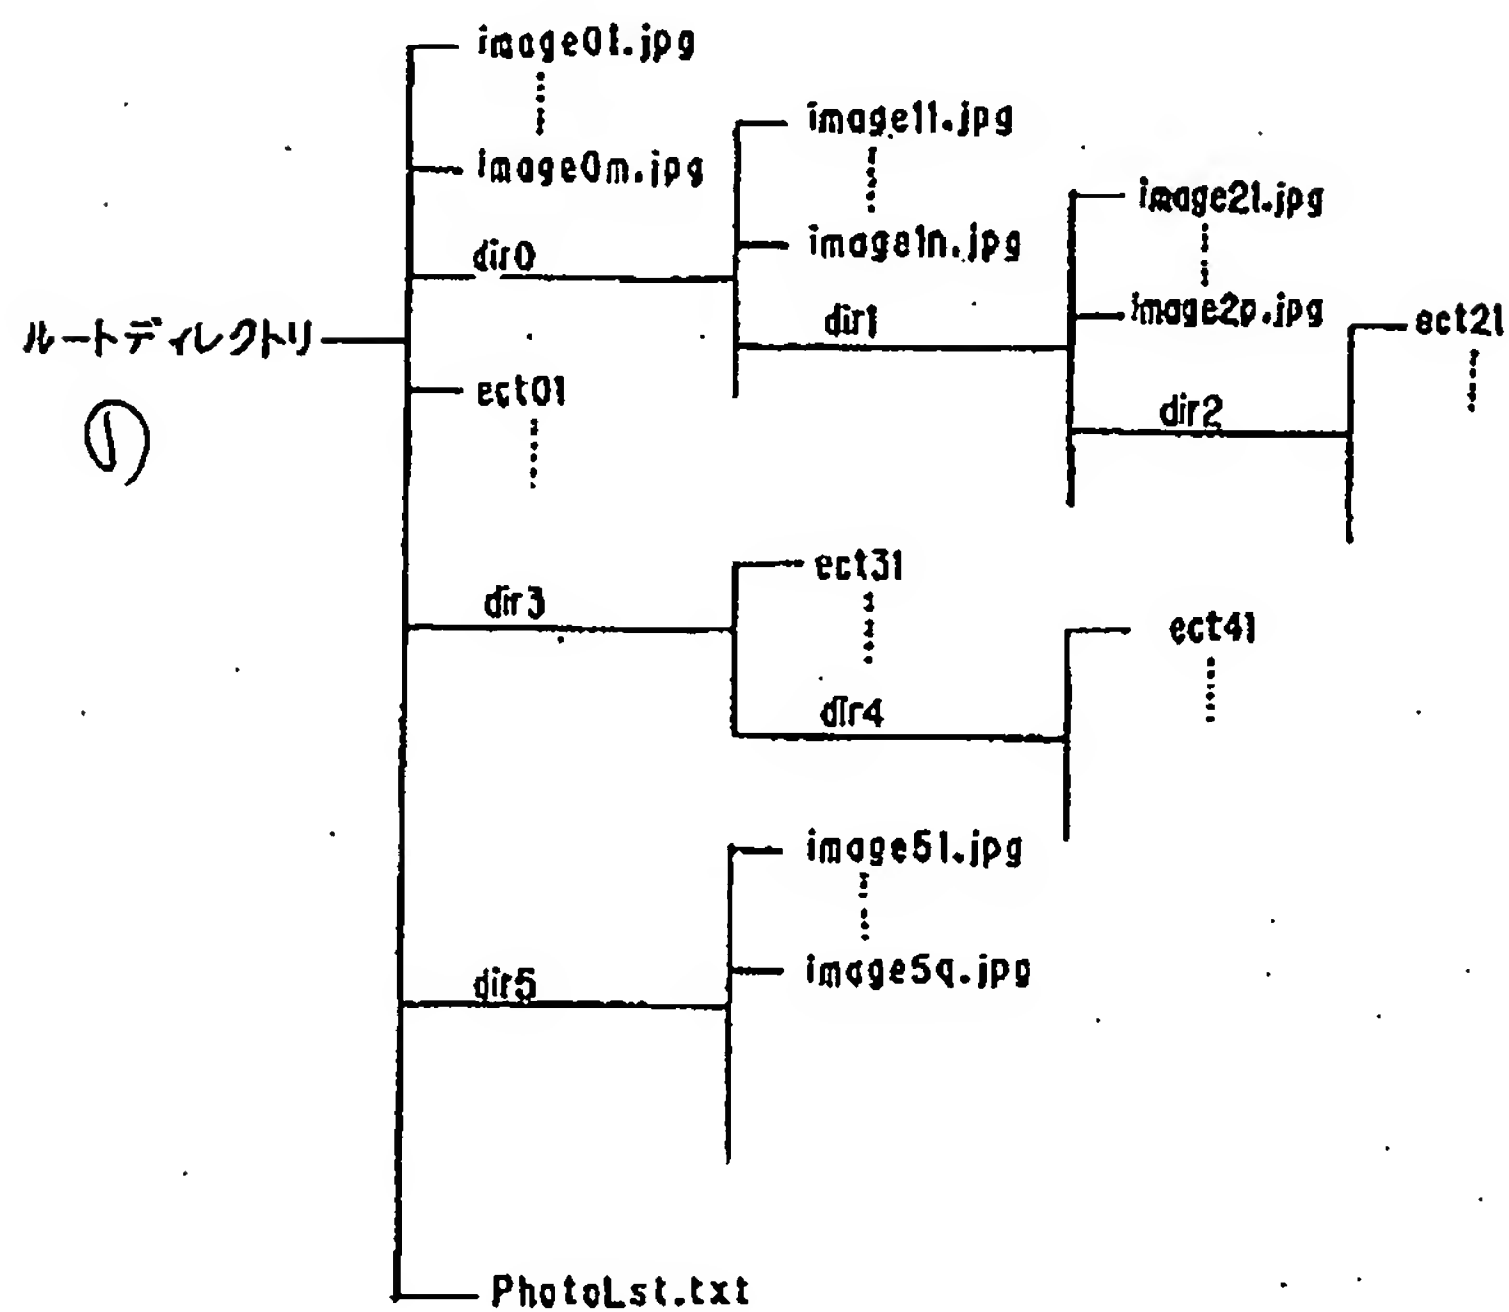 image01.jpg
image0m.jpg
dir0
image11.jpg
image1n.jpg
dir1
image21.jpg
image2p.jpg
dir2
ect21
ルートディレクトリ
①
ect01
dir3
ect31
dir4
ect41
dir5
image51.jpg
image5q.jpg
PhotoLst.txt